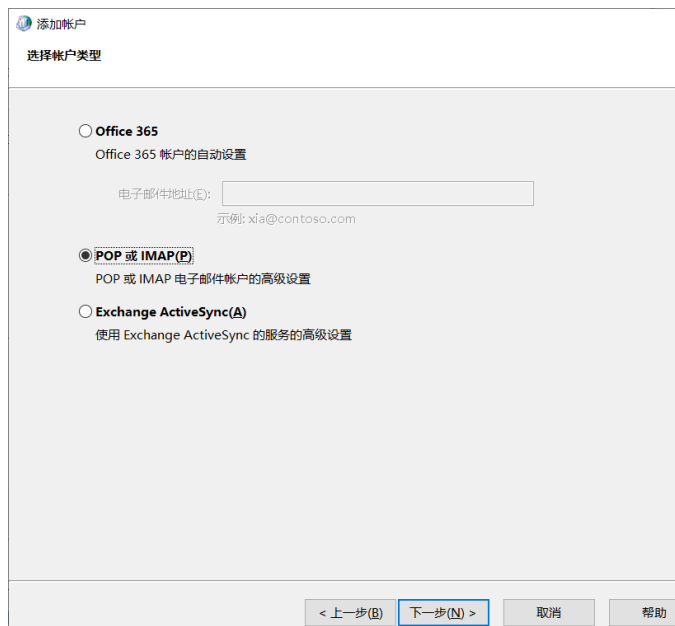 添加帐户
选择帐户类型
Office 365
Office 365 帐户的自动设置
电子邮件地址(E):
示例: xia@contoso.com
POP 或 IMAP(P)
POP 或 IMAP 电子邮件帐户的高级设置
Exchange ActiveSync(A)
使用 Exchange ActiveSync 的服务的高级设置
< 上一步(B) 下一步(N) > 取消 帮助